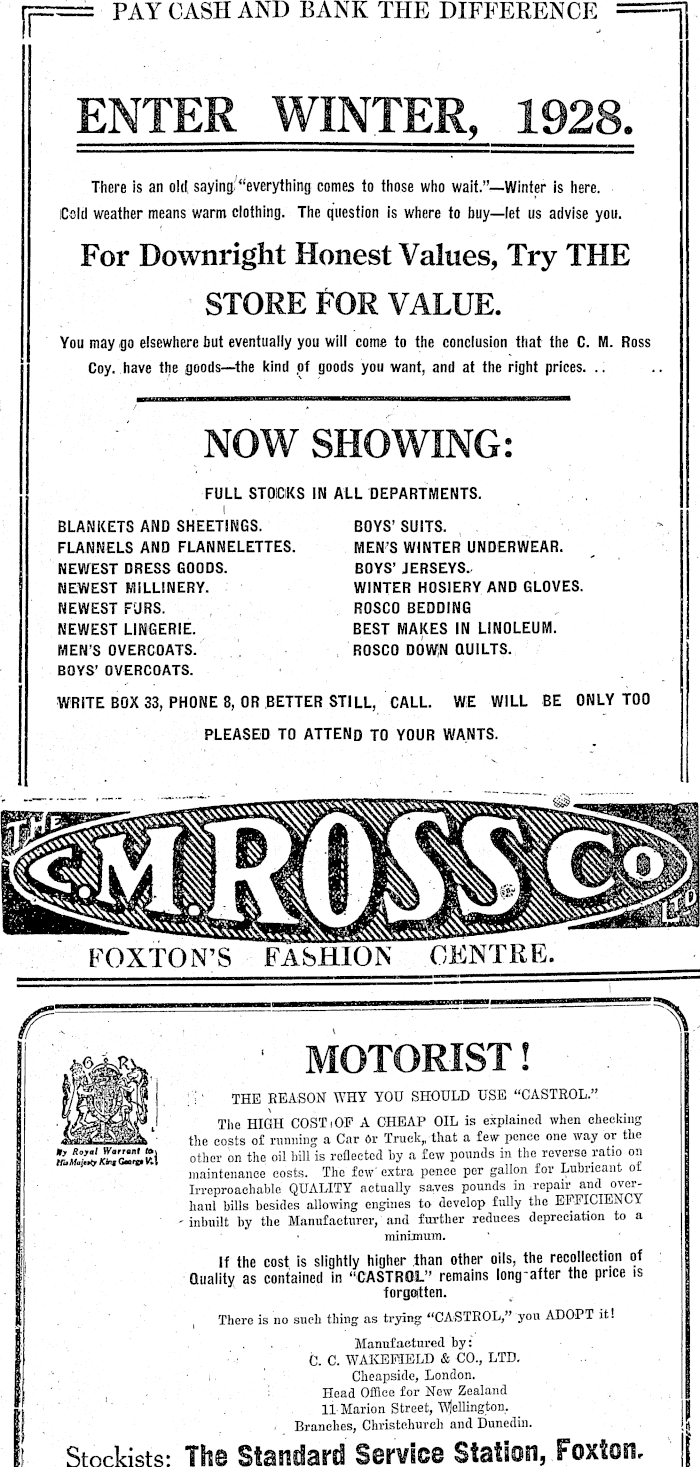 PAY CASH AND BANK THE DIFFERENCE
ENTER WINTER, 1928.
There is an old saying "everything comes to those who wait."—Winter is here.
Cold weather means warm clothing. The question is where to buy—let us advise you.
For Downright Honest Values, Try THE
STORE FOR VALUE.
You may go elsewhere but eventually you will come to the conclusion that the C. M. Ross
Coy. have the goods—the kind of goods you want, and at the right prices. .. ..
NOW SHOWING:
FULL STOCKS IN ALL DEPARTMENTS.
BLANKETS AND SHEETINGS.
FLANNELS AND FLANNELETTES.
NEWEST DRESS GOODS.
NEWEST MILLINERY.
NEWEST FURS.
NEWEST LINGERIE.
MEN'S OVERCOATS.
BOYS' OVERCOATS.
BOYS' SUITS.
MEN'S WINTER UNDERWEAR.
BOYS' JERSEYS.
WINTER HOSIERY AND GLOVES.
ROSCO BEDDING
BEST MAKES IN LINOLEUM.
ROSCO DOWN QUILTS.
WRITE BOX 33, PHONE 8, OR BETTER STILL, CALL. WE WILL BE ONLY TOO
PLEASED TO ATTEND TO YOUR WANTS.
THE
C.M. ROSS Co
LTD
FOXTON'S FASHION CENTRE.
G R
By Royal Warrant to
His Majesty King George V.
MOTORIST!
THE REASON WHY YOU SHOULD USE "CASTROL."
The HIGH COST OF A CHEAP OIL is explained when checking
the costs of running a Car or Truck, that a few pence one way or the
other on the oil bill is reflected by a few pounds in the reverse ratio on
maintenance costs. The few extra pence per gallon for Lubricant of
Irreproachable QUALITY actually saves pounds in repair and over-
haul bills besides allowing engines to develop fully the EFFICIENCY
inbuilt by the Manufacturer, and further reduces depreciation to a
minimum.
If the cost is slightly higher than other oils, the recollection of
Quality as contained in "CASTROL" remains long after the price is
forgotten.
There is no such thing as trying "CASTROL," you ADOPT it!
Manufactured by:
C. C. WAKEFIELD & CO., LTD.
Cheapside, London.
Head Office for New Zealand
11 Marion Street, Wellington.
Branches, Christchurch and Dunedin.
Stockists: The Standard Service Station, Foxton.